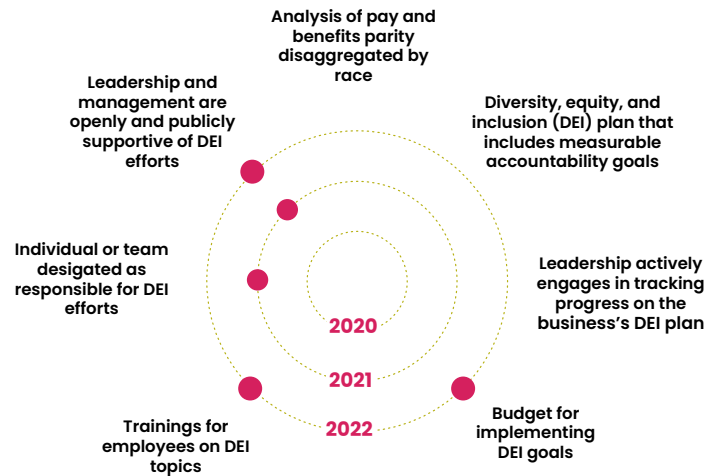 Analysis of pay and
benefits parity
disaggregated by
race
Leadership and
management are
openly and publicly
supportive of DEI
efforts
Diversity, equity, and
inclusion (DEI) plan that
includes measurable
accountability goals
Individual or team
desigated as
responsible for DEI
efforts
Leadership actively
engages in tracking
progress on the
business's DEI plan
2020
2021
2022
Trainings for
employees on DEI
topics
Budget for
implementing
DEI goals